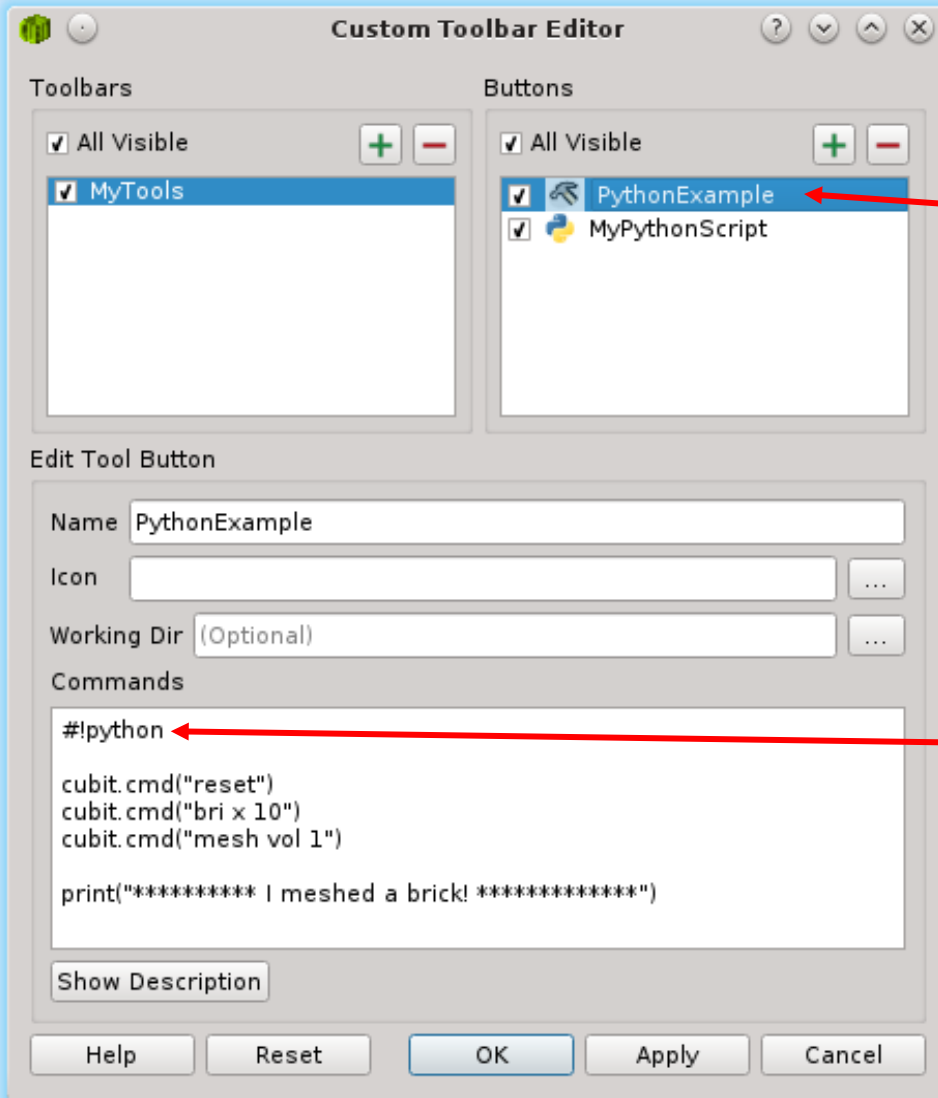 Custom Toolbar Editor
Toolbars
All Visible
MyTools
Buttons
All Visible
PythonExample
MyPythonScript
Edit Tool Button
Name PythonExample
Icon ...
Working Dir (Optional) ...
Commands
#!python
cubit.cmd("reset")
cubit.cmd("bri x 10")
cubit.cmd("mesh vol 1")
print("********** I meshed a brick! *************")
Show Description
Help Reset OK Apply Cancel